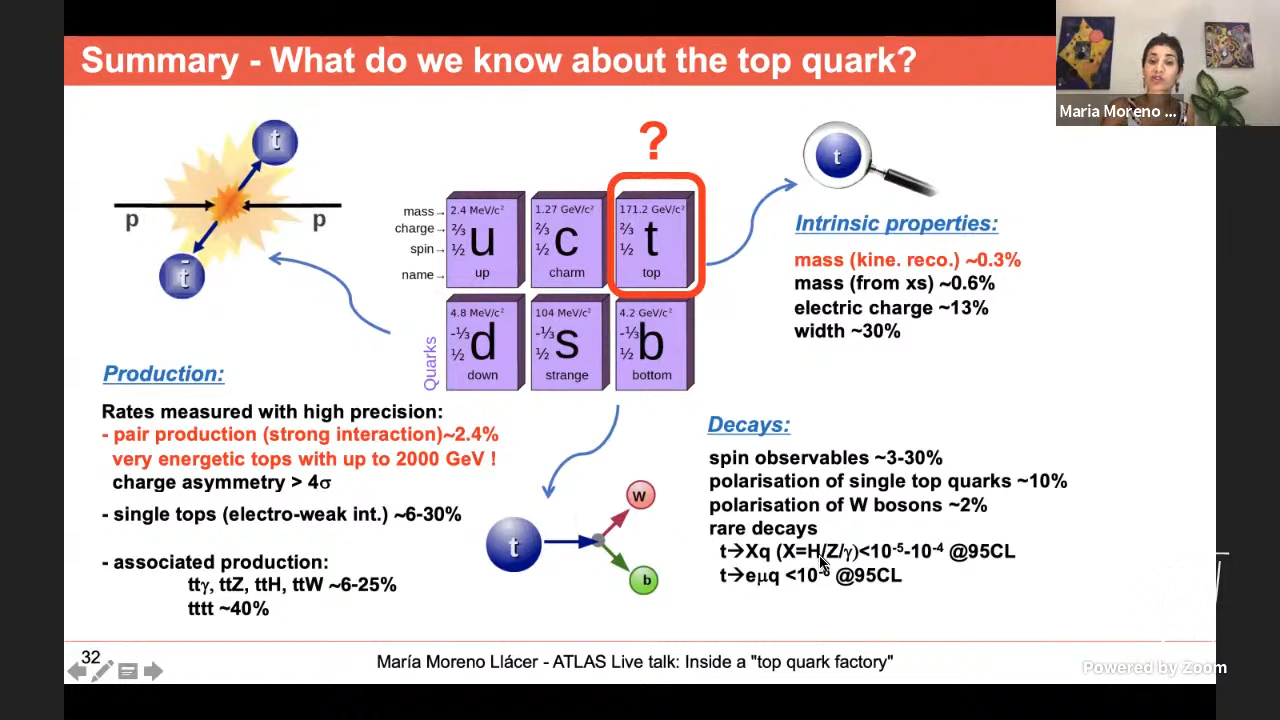 Summary - What do we know about the top quark?
Maria Moreno ...
t
p
p
t̄
?
mass→
charge→
spin→
name→
2.4 MeV/c²
⅔
½
u
up
1.27 GeV/c²
⅔
½
c
charm
171.2 GeV/c²
⅔
½
t
top
Quarks
4.8 MeV/c²
-⅓
½
d
down
104 MeV/c²
-⅓
½
s
strange
4.2 GeV/c²
-⅓
½
b
bottom
t
Intrinsic properties:
mass (kine. reco.) ~0.3%
mass (from xs) ~0.6%
electric charge ~13%
width ~30%
Production:
Rates measured with high precision:
- pair production (strong interaction)~2.4%
very energetic tops with up to 2000 GeV !
charge asymmetry > 4σ
- single tops (electro-weak int.) ~6-30%
- associated production:
ttγ, ttZ, ttH, ttW ~6-25%
tttt ~40%
t
W
b
Decays:
spin observables ~3-30%
polarisation of single top quarks ~10%
polarisation of W bosons ~2%
rare decays
t→Xq (X=H/Z/γ)<10⁻⁵-10⁻⁴ @95CL
t→eμq <10⁻⁶ @95CL
32
María Moreno Llácer - ATLAS Live talk: Inside a "top quark factory"
Powered by Zoom